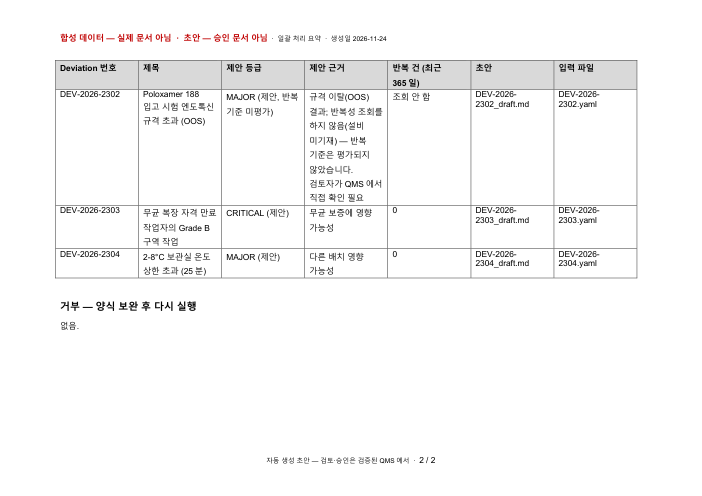 합성 데이터 — 실제 문서 아님 · 초안 — 승인 문서 아님 · 일괄 처리 요약 · 생성일 2026-11-24
Deviation 번호 제목 제안 등급 제안 근거 반복 건 (최근 365 일) 초안 입력 파일
DEV-2026-2302
Poloxamer 188
입고 시험 엔도톡신
규격 초과 (OOS)
MAJOR (제안, 반복
기준 미평가)
규격 이탈(OOS)
결과; 반복성 조회를
하지 않음(설비
미기재) — 반복
기준은 평가되지
않았습니다.
검토자가 QMS 에서
직접 확인 필요
조회 안 함
DEV-2026-
2302_draft.md
DEV-2026-
2302.yaml
DEV-2026-2303
무균 복장 자격 만료
작업자의 Grade B
구역 작업
CRITICAL (제안)
무균 보증에 영향
가능성
0
DEV-2026-
2303_draft.md
DEV-2026-
2303.yaml
DEV-2026-2304
2-8°C 보관실 온도
상한 초과 (25 분)
MAJOR (제안)
다른 배치 영향
가능성
0
DEV-2026-
2304_draft.md
DEV-2026-
2304.yaml
거부 — 양식 보완 후 다시 실행
없음.
자동 생성 초안 — 검토·승인은 검증된 QMS 에서 · 2 / 2